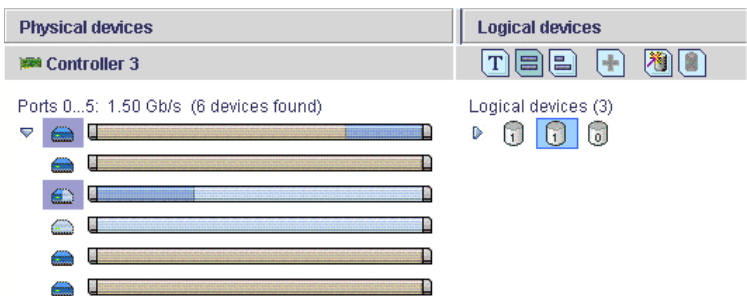 Physical devices
Logical devices
Controller 3
T
Ports 0...5: 1.50 Gb/s (6 devices found)
Logical devices (3)
1
1
0